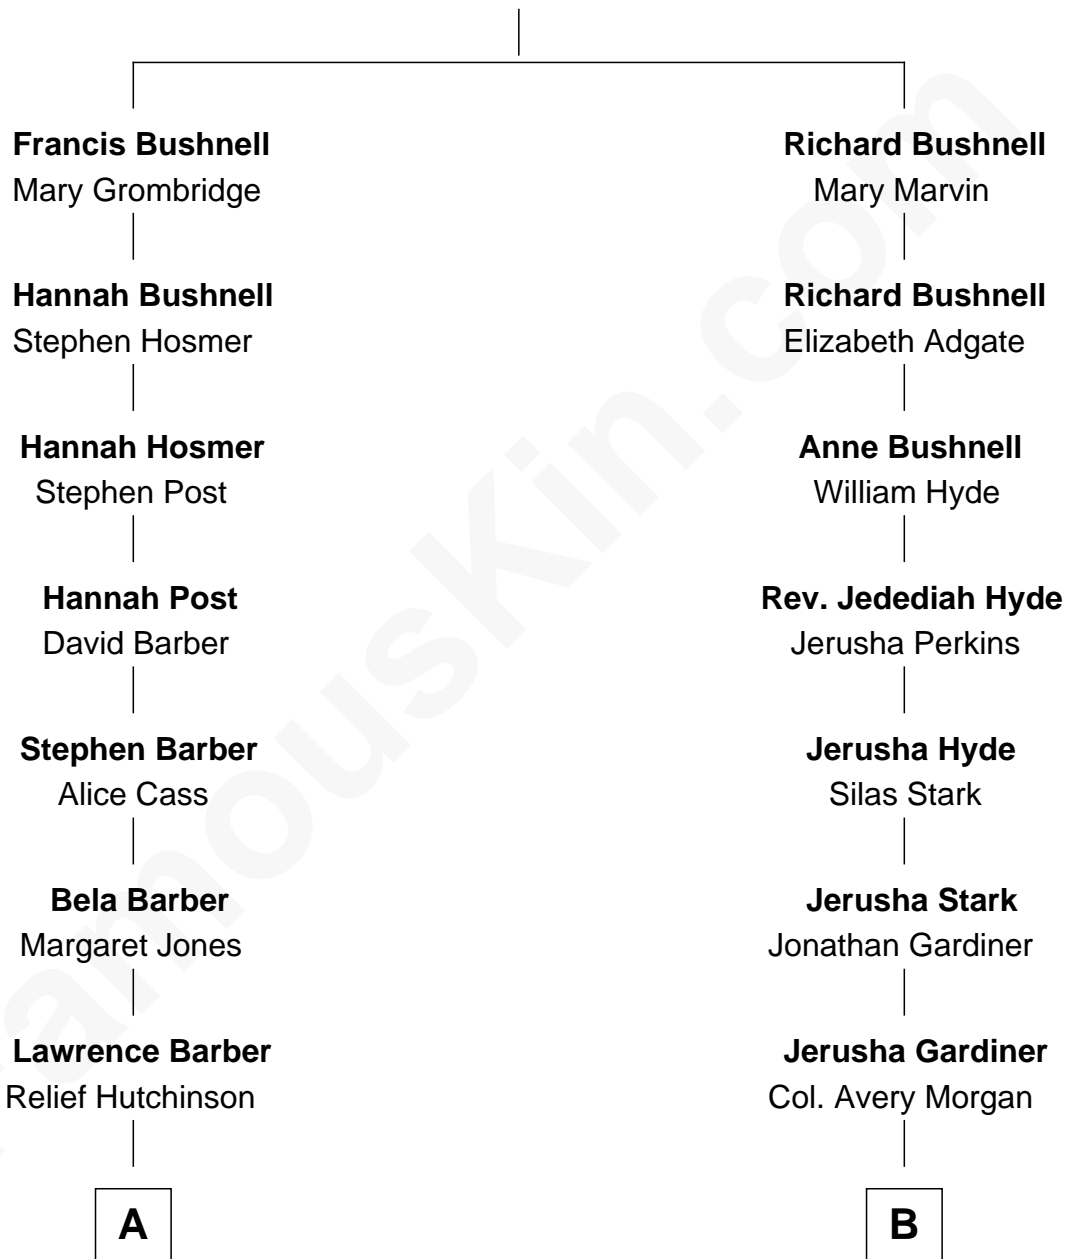 Francis Bushnell
Mary Grombridge
Hannah Bushnell
Stephen Hosmer
Hannah Hosmer
Stephen Post
Hannah Post
David Barber
Stephen Barber
Alice Cass
Bela Barber
Margaret Jones
Lawrence Barber
Relief Hutchinson
A
Richard Bushnell
Mary Marvin
Richard Bushnell
Elizabeth Adgate
Anne Bushnell
William Hyde
Rev. Jedediah Hyde
Jerusha Perkins
Jerusha Hyde
Silas Stark
Jerusha Stark
Jonathan Gardiner
Jerusha Gardiner
Col. Avery Morgan
B
FamousKin.com